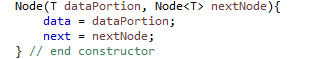 Node(T dataPortion, Node<T> nextNode){
data = dataPortion;
next = nextNode;
} // end constructor